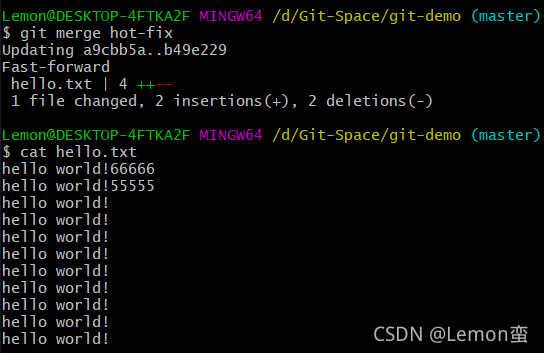 Lemon@DESKTOP-4FTKA2F MINGW64 /d/Git-Space/git-demo (master)
$ git merge hot-fix
Updating a9cbb5a..b49e229
Fast-forward
 hello.txt | 4 ++--
 1 file changed, 2 insertions(+), 2 deletions(-)
Lemon@DESKTOP-4FTKA2F MINGW64 /d/Git-Space/git-demo (master)
$ cat hello.txt
hello world!66666
hello world!55555
hello world!
hello world!
hello world!
hello world!
hello world!
hello world!
hello world!
hello world!
hello world!
CSDN @Lemon蛮